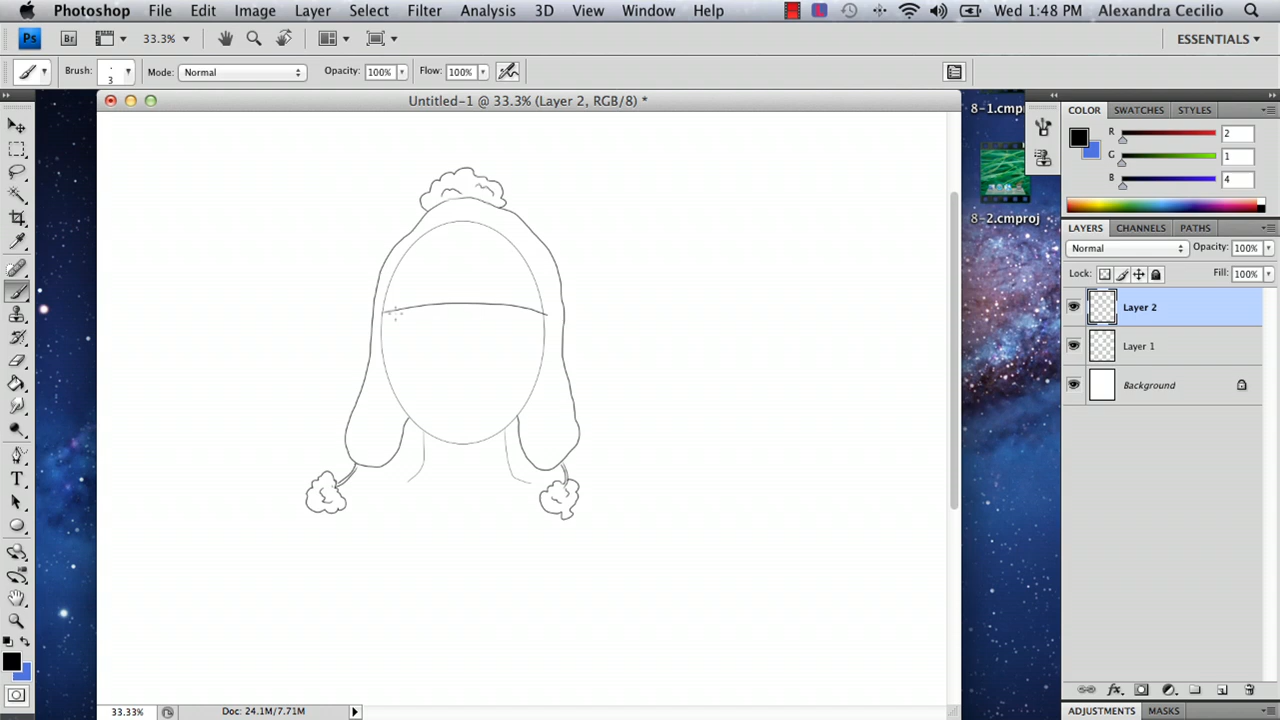 Photoshop File Edit Image Layer Select Filter Analysis 3D View Window Help Wed 1:48 PM Alexandra Cecilio
Ps Br 33.3% ESSENTIALS
Brush: 3 Mode: Normal Opacity: 100% Flow: 100%
Untitled-1 @ 33.3% (Layer 2, RGB/8) *
8-1.cmp
8-2.cmproj
COLOR SWATCHES STYLES
R 2
G 1
B 4
LAYERS CHANNELS PATHS
Normal Opacity: 100%
Lock: Fill: 100%
Layer 2
Layer 1
Background
T
33.33% Doc: 24.1M/7.71M
fx
ADJUSTMENTS MASKS